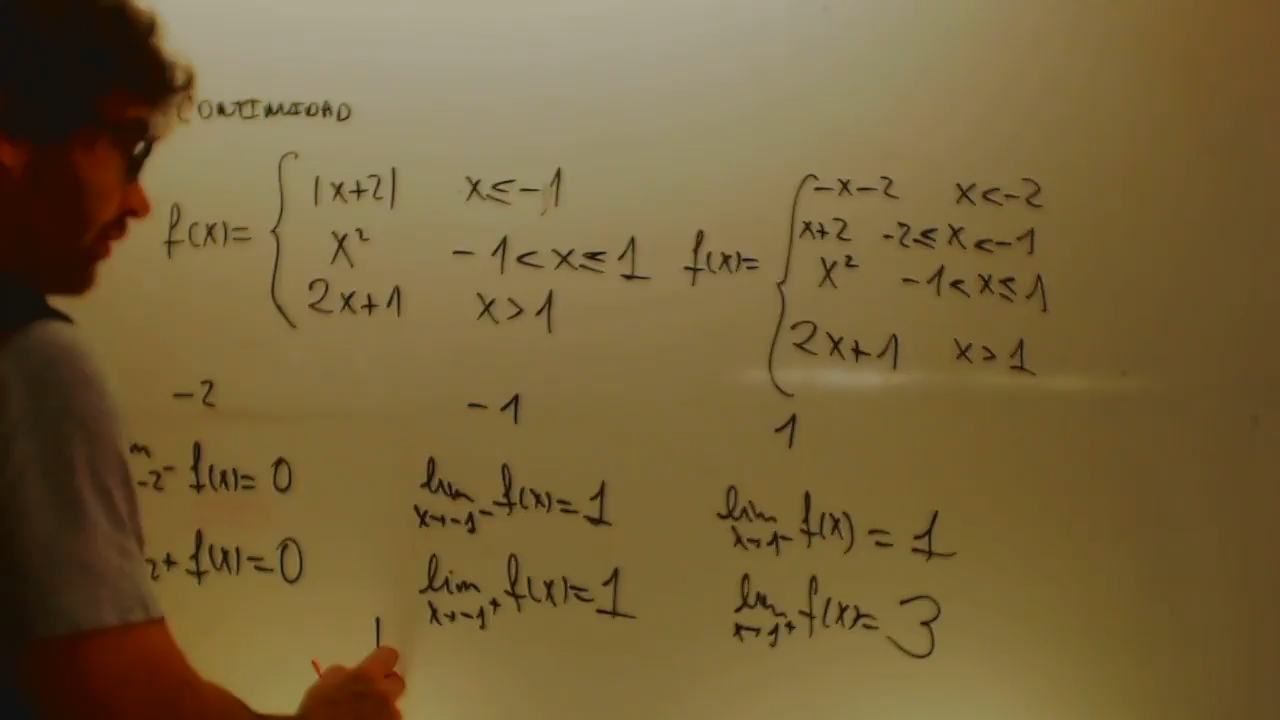 CONTINUIDAD
f(x)= { |x+2| x≤-1
x² -1<x≤1
2x+1 x>1
f(x)= { -x-2 x<-2
x+2 -2≤x≤-1
x² -1<x≤1
2x+1 x>1
-2
m -2⁻ f(x)=0
2⁺ f(x)=0
-1
lim x→-1⁻ f(x)=1
lim x→-1⁺ f(x)=1
1
lim x→1⁻ f(x)=1
lim x→1⁺ f(x)=3